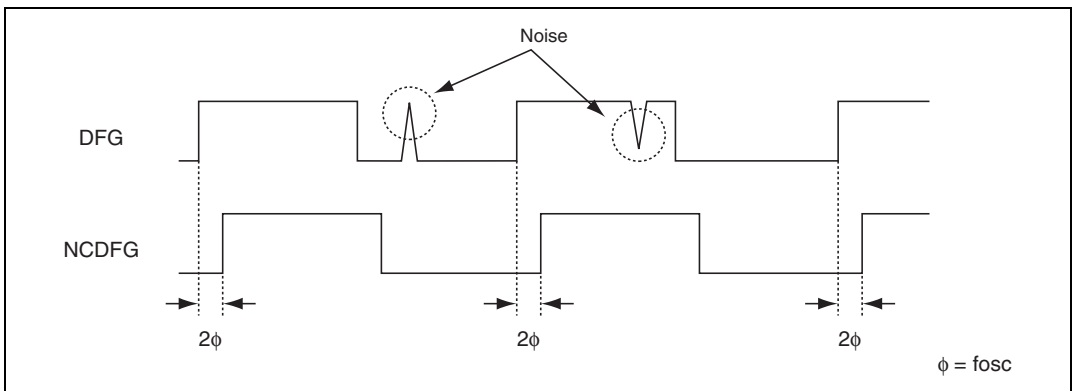 Noise
DFG
NCDFG
2ϕ
2ϕ
2ϕ
ϕ = fosc